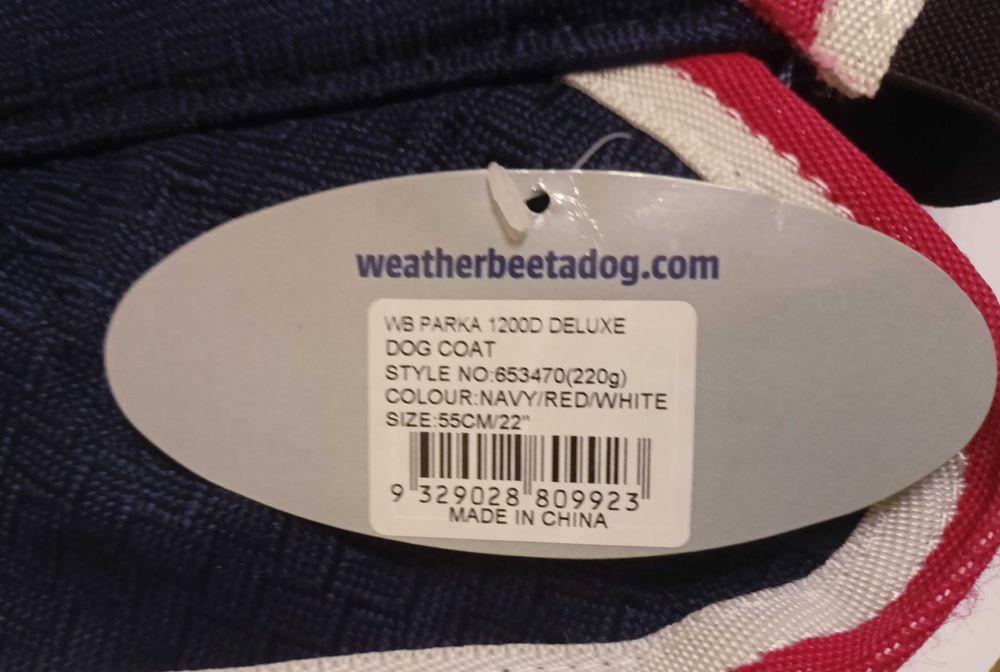 weatherbeetadog.com
WB PARKA 1200D DELUXE
DOG COAT
STYLE NO:653470(220g)
COLOUR:NAVY/RED/WHITE
SIZE:55CM/22"
9 329028 809923
MADE IN CHINA